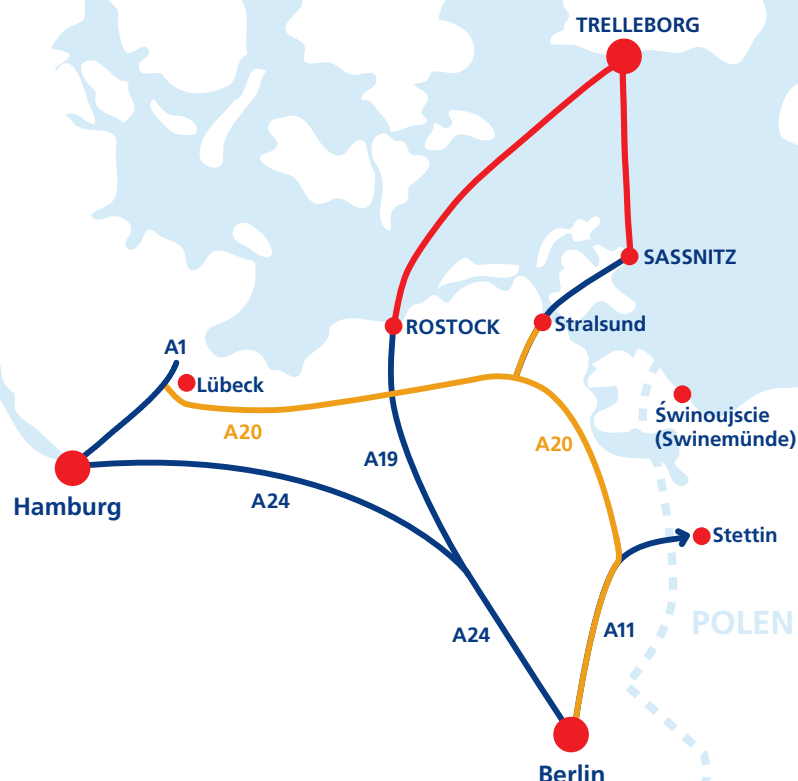 TRELLEBORG
SASSNITZ
ROSTOCK
Stralsund
A1
Lübeck
Świnoujscie
(Swinemünde)
A20
A20
A19
Hamburg
A24
Stettin
POLEN
A24
A11
Berlin